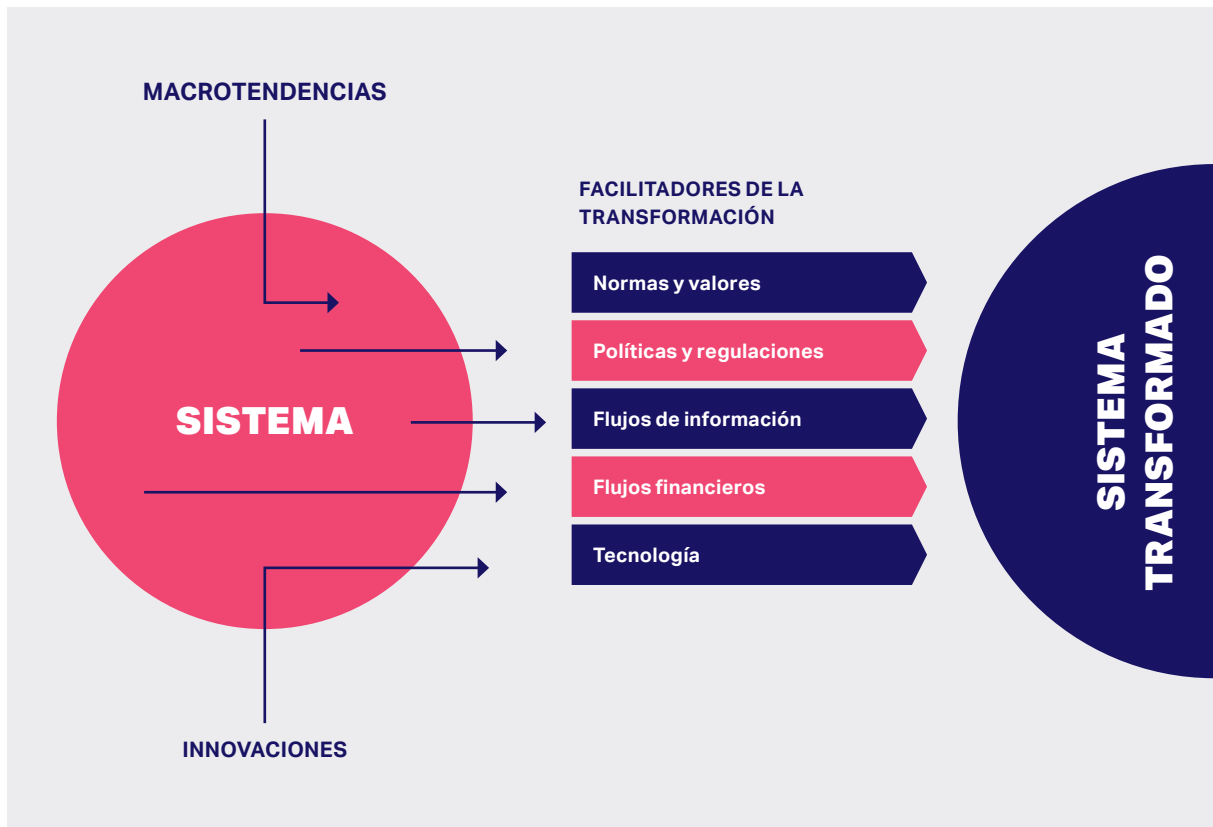 MACROTENDENCIAS
FACILITADORES DE LA
TRANSFORMACIÓN
Normas y valores
Políticas y regulaciones
Flujos de información
Flujos financieros
Tecnología
SISTEMA
SISTEMA
TRANSFORMADO
INNOVACIONES